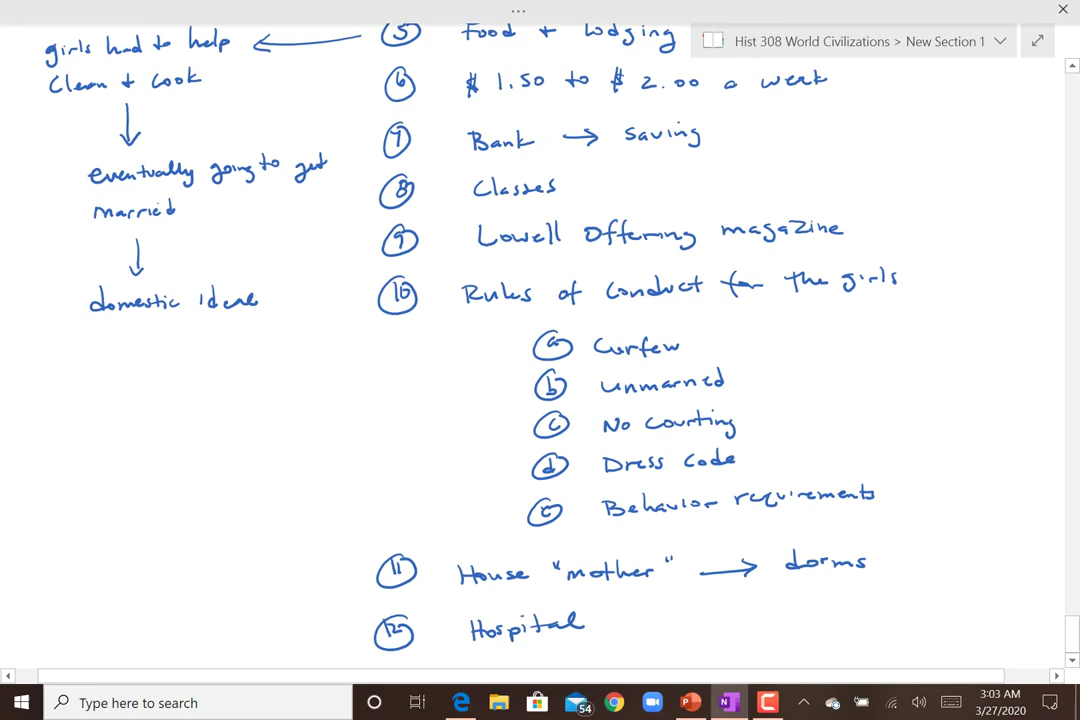 Hist 308 World Civilizations > New Section 1
girls had to help
Clean + cook
eventually going to get
married
domestic ideal
5 Food + lodging
6 $ 1.50 to $ 2.00 a week
7 Bank → saving
8 Classes
9 Lowell Offering magazine
10 Rules of conduct for the girls
a Curfew
b unmarried
c No courting
d Dress code
e Behavior requirements
11 House "mother" → dorms
12 Hospital
Type here to search
54
3:03 AM
3/27/2020